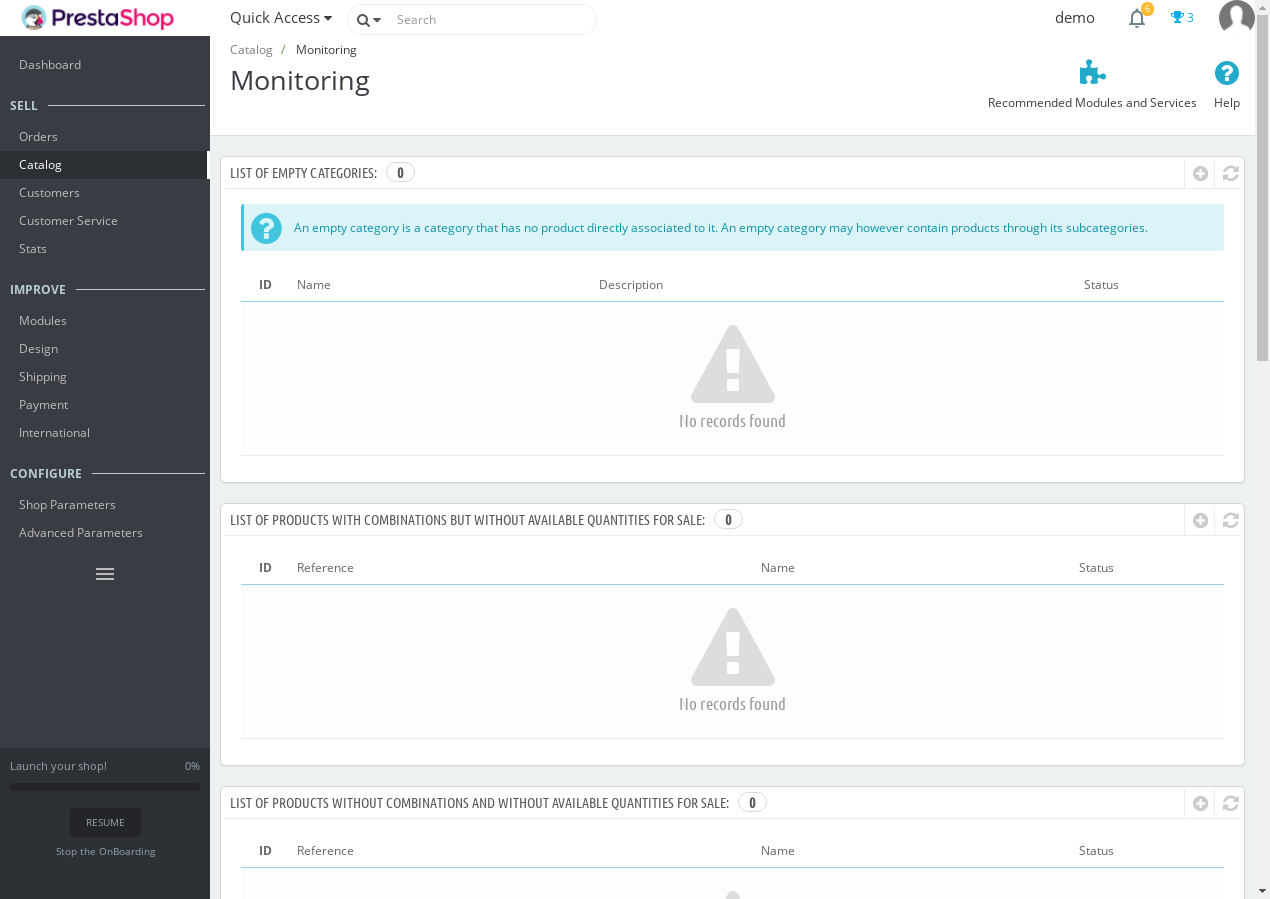 PrestaShop
Quick Access
Search
demo
6
3
Dashboard
SELL
Orders
Catalog
Customers
Customer Service
Stats
IMPROVE
Modules
Design
Shipping
Payment
International
CONFIGURE
Shop Parameters
Advanced Parameters
Launch your shop!
0%
RESUME
Stop the OnBoarding
Catalog / Monitoring
Monitoring
Recommended Modules and Services
Help
LIST OF EMPTY CATEGORIES: 0
An empty category is a category that has no product directly associated to it. An empty category may however contain products through its subcategories.
ID Name Description Status
No records found
LIST OF PRODUCTS WITH COMBINATIONS BUT WITHOUT AVAILABLE QUANTITIES FOR SALE: 0
ID Reference Name Status
No records found
LIST OF PRODUCTS WITHOUT COMBINATIONS AND WITHOUT AVAILABLE QUANTITIES FOR SALE: 0
ID Reference Name Status